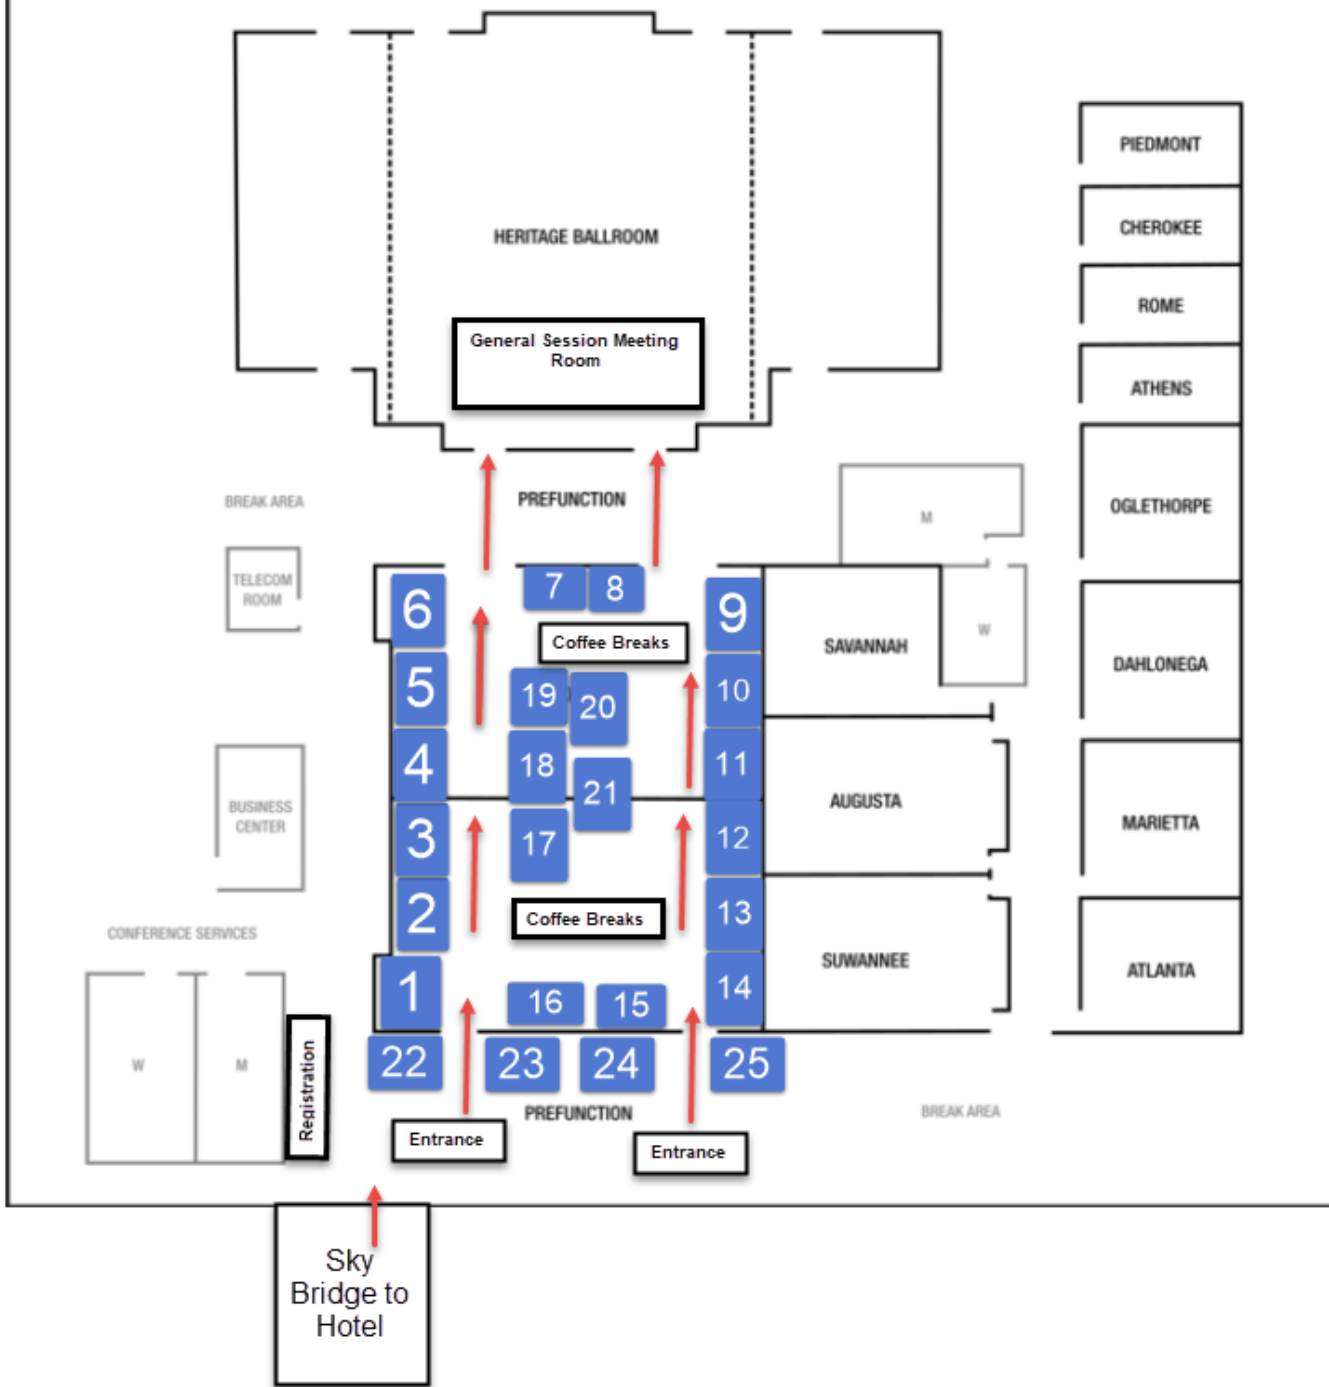 PIEDMONT
CHEROKEE
HERITAGE BALLROOM
ROME
General Session Meeting
Room
ATHENS
BREAK AREA
PREFUNCTION
M
OGLETHORPE
TELECOM
ROOM
6
7
8
9
Coffee Breaks
SAVANNAH
W
DAHLONEGA
5
19
20
10
4
18
21
11
BUSINESS
CENTER
AUGUSTA
MARIETTA
3
17
12
2
Coffee Breaks
13
CONFERENCE SERVICES
SUWANNEE
ATLANTA
1
16
15
14
W
M
Registration
22
23
24
25
PREFUNCTION
BREAK AREA
Entrance
Entrance
Sky
Bridge to
Hotel